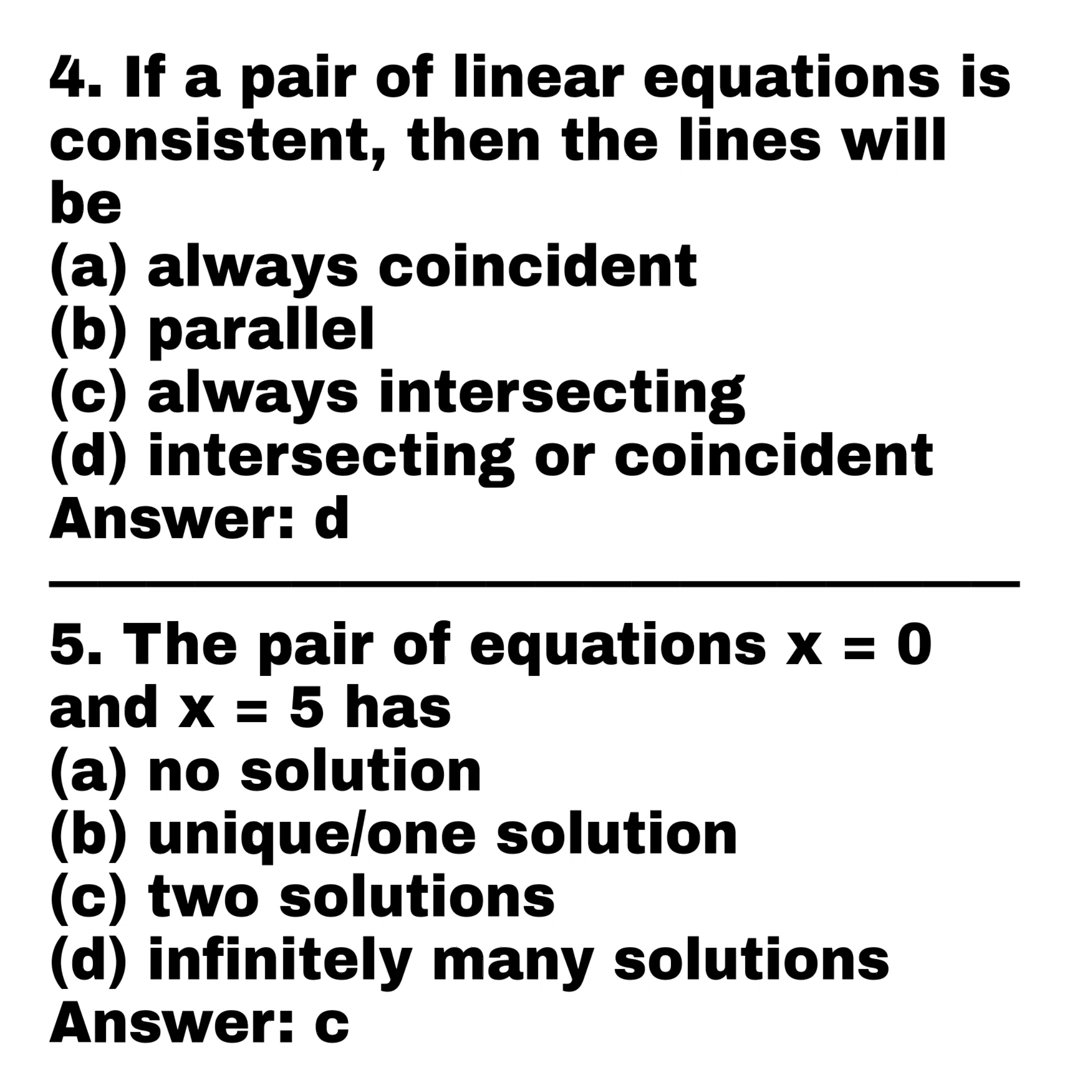 4. If a pair of linear equations is
consistent, then the lines will
be
(a) always coincident
(b) parallel
(c) always intersecting
(d) intersecting or coincident
Answer: d
5. The pair of equations x = 0
and x = 5 has
(a) no solution
(b) unique/one solution
(c) two solutions
(d) infinitely many solutions
Answer: c